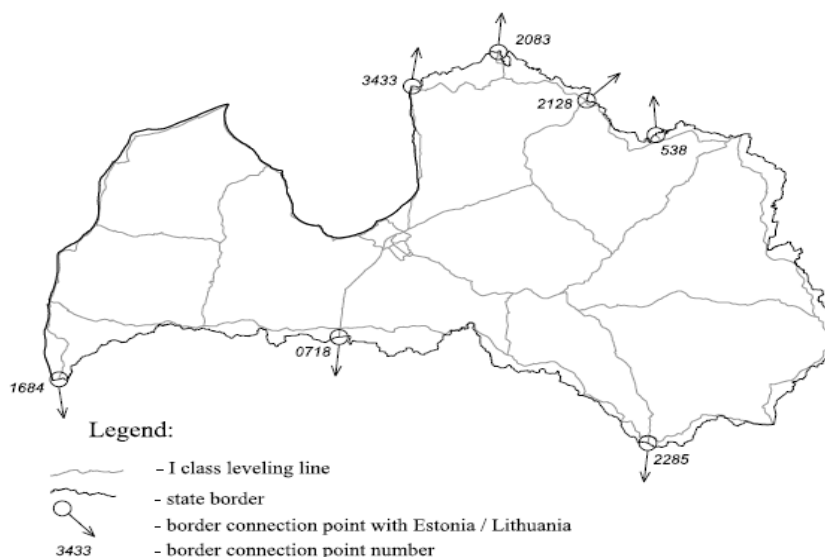 2083
3433
2128
538
0718
1684
2285
Legend:
- I class leveling line
- state border
- border connection point with Estonia / Lithuania
3433 - border connection point number